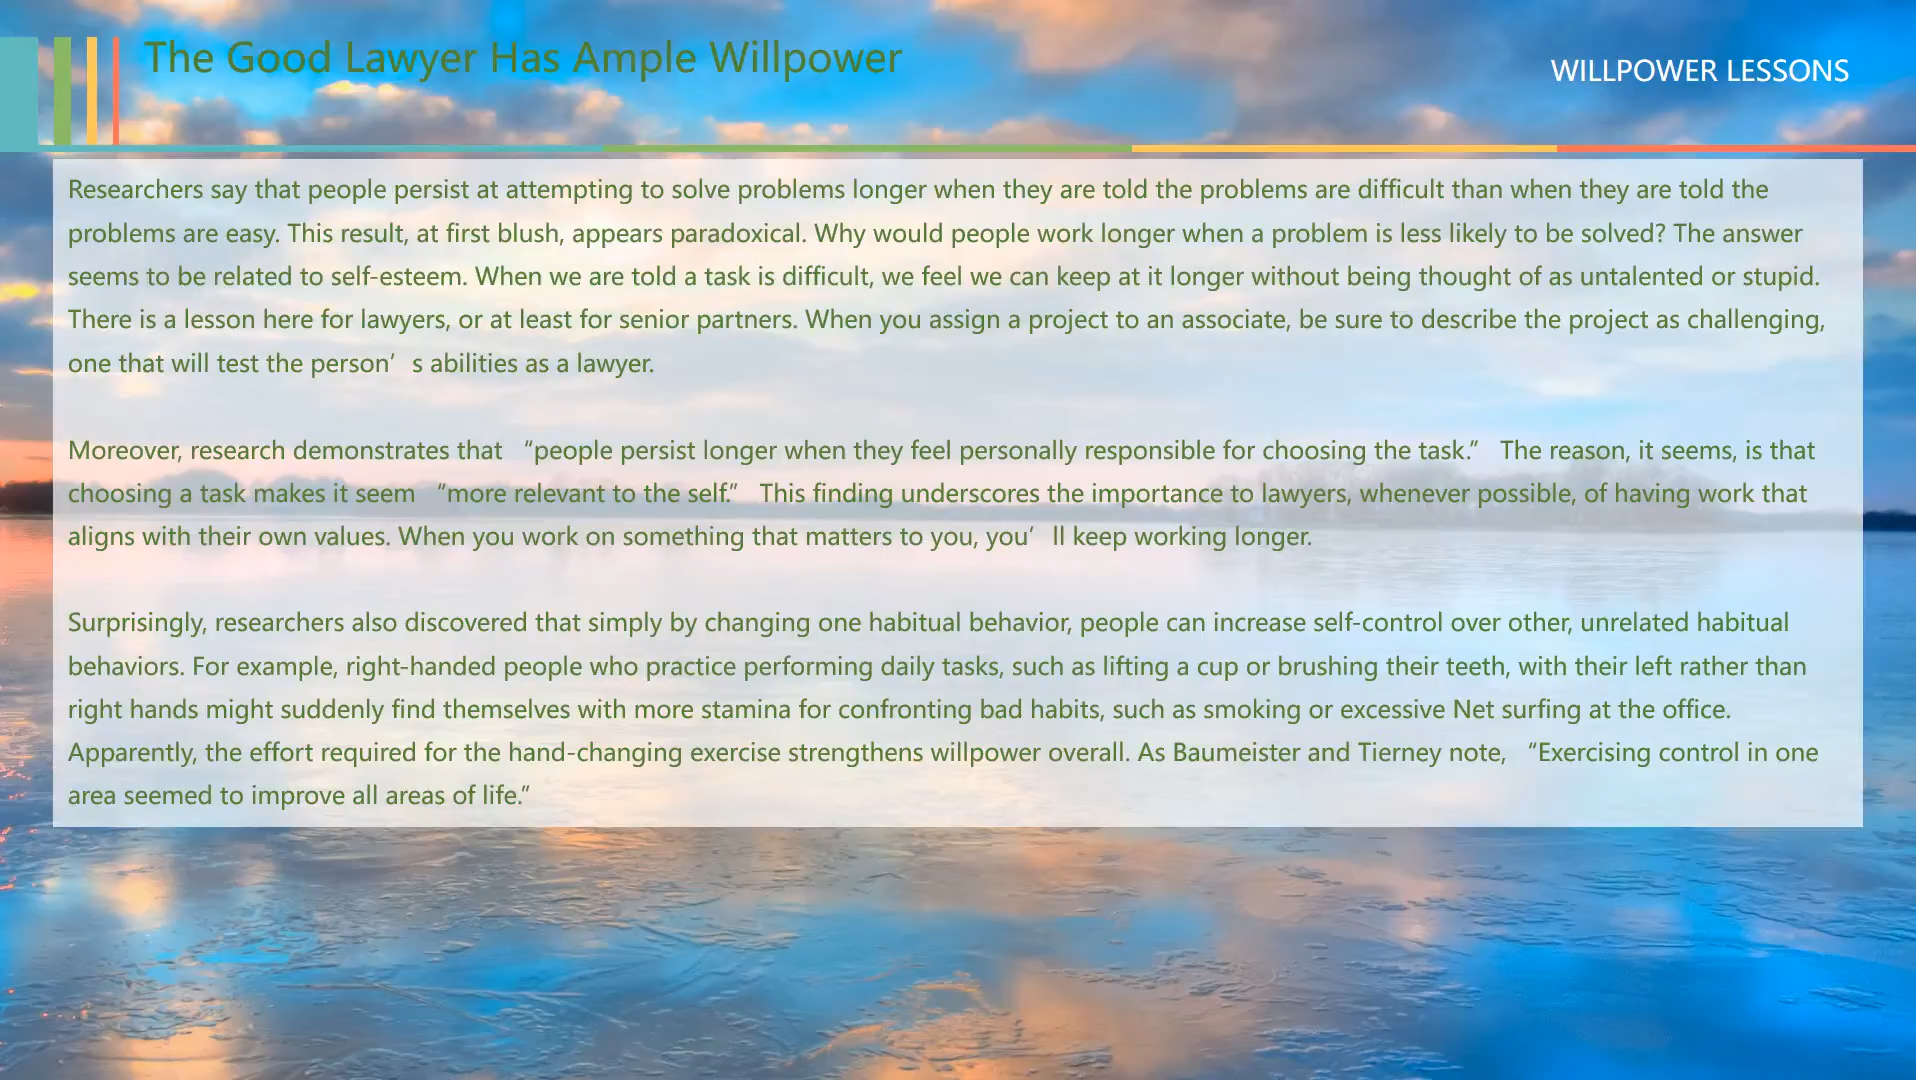 The Good Lawyer Has Ample Willpower
WILLPOWER LESSONS
Researchers say that people persist at attempting to solve problems longer when they are told the problems are difficult than when they are told the
problems are easy. This result, at first blush, appears paradoxical. Why would people work longer when a problem is less likely to be solved? The answer
seems to be related to self-esteem. When we are told a task is difficult, we feel we can keep at it longer without being thought of as untalented or stupid.
There is a lesson here for lawyers, or at least for senior partners. When you assign a project to an associate, be sure to describe the project as challenging,
one that will test the person’s abilities as a lawyer.
Moreover, research demonstrates that “people persist longer when they feel personally responsible for choosing the task.” The reason, it seems, is that
choosing a task makes it seem “more relevant to the self.” This finding underscores the importance to lawyers, whenever possible, of having work that
aligns with their own values. When you work on something that matters to you, you’ll keep working longer.
Surprisingly, researchers also discovered that simply by changing one habitual behavior, people can increase self-control over other, unrelated habitual
behaviors. For example, right-handed people who practice performing daily tasks, such as lifting a cup or brushing their teeth, with their left rather than
right hands might suddenly find themselves with more stamina for confronting bad habits, such as smoking or excessive Net surfing at the office.
Apparently, the effort required for the hand-changing exercise strengthens willpower overall. As Baumeister and Tierney note, “Exercising control in one
area seemed to improve all areas of life.”